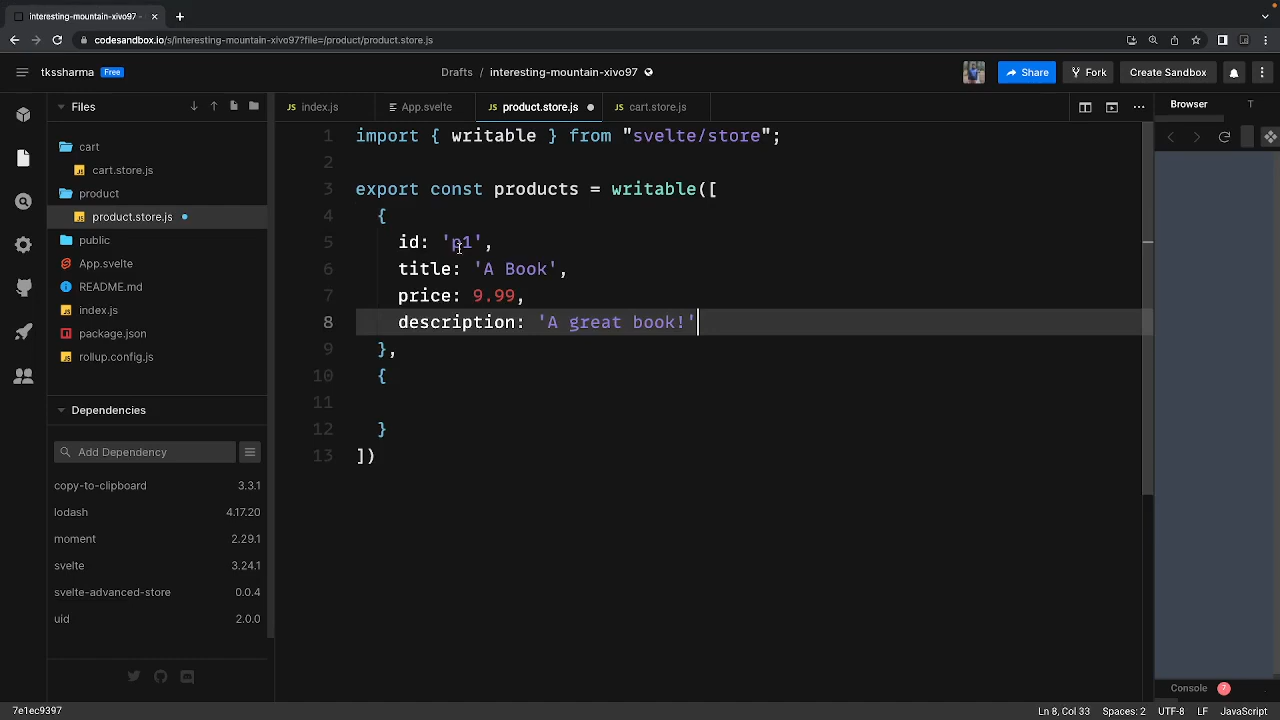 interesting-mountain-xivo97 -
codesandbox.io/s/interesting-mountain-xivo97?file=/product/product.store.js
tkssharma Free
Drafts / interesting-mountain-xivo97
Share Fork Create Sandbox
Files
cart
cart.store.js
product
product.store.js
public
App.svelte
README.md
index.js
package.json
rollup.config.js
Dependencies
Add Dependency
copy-to-clipboard 3.3.1
lodash 4.17.20
moment 2.29.1
svelte 3.24.1
svelte-advanced-store 0.0.4
uid 2.0.0
JS index.js App.svelte JS product.store.js JS cart.store.js
1 import { writable } from "svelte/store";
2
3 export const products = writable([
4 {
5 id: 'p1',
6 title: 'A Book',
7 price: 9.99,
8 description: 'A great book!'
9 },
10 {
11
12 }
13 ])
Browser T
Console 7
7e1ec9397 Ln 8, Col 33 Spaces: 2 UTF-8 LF JavaScript